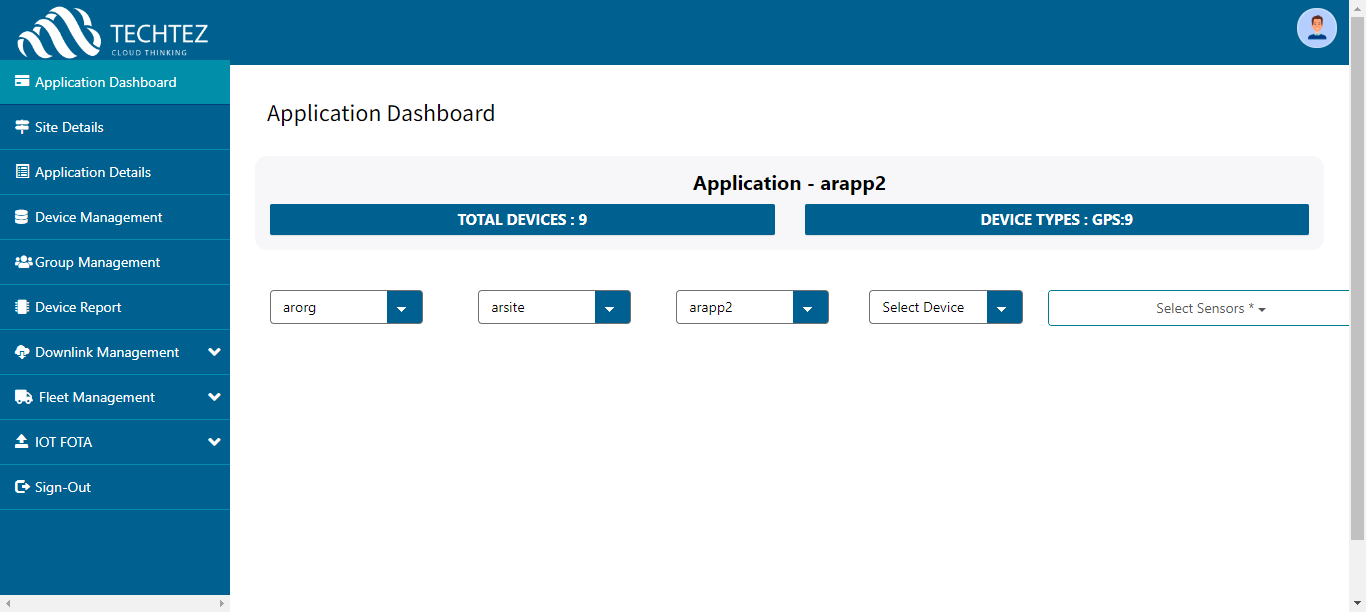 TECHTEZ
CLOUD THINKING
Application Dashboard
Site Details
Application Details
Device Management
Group Management
Device Report
Downlink Management
Fleet Management
IOT FOTA
Sign-Out
Application Dashboard
Application - arapp2
TOTAL DEVICES : 9
DEVICE TYPES : GPS:9
arorg
arsite
arapp2
Select Device
Select Sensors *